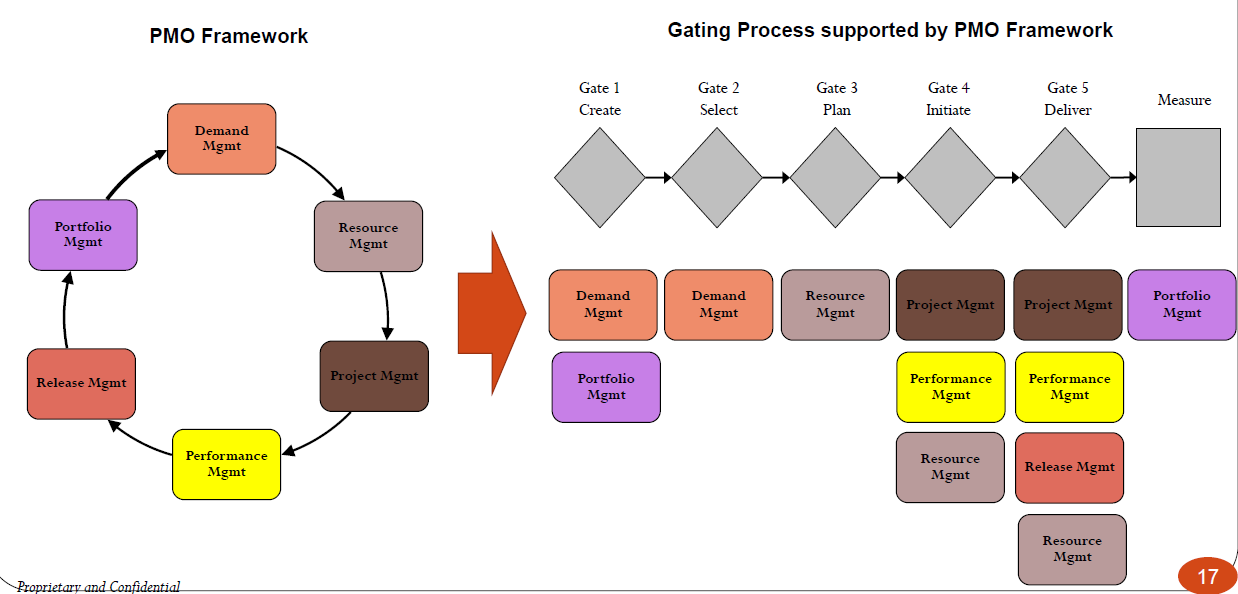 PMO Framework
Gating Process supported by PMO Framework
Demand
Mgmt
Resource
Mgmt
Project Mgmt
Performance
Mgmt
Release Mgmt
Portfolio
Mgmt
Gate 1
Create
Gate 2
Select
Gate 3
Plan
Gate 4
Initiate
Gate 5
Deliver
Measure
Demand
Mgmt
Demand
Mgmt
Resource
Mgmt
Project Mgmt
Project Mgmt
Portfolio
Mgmt
Portfolio
Mgmt
Performance
Mgmt
Performance
Mgmt
Resource
Mgmt
Release Mgmt
Resource
Mgmt
Proprietary and Confidential
17